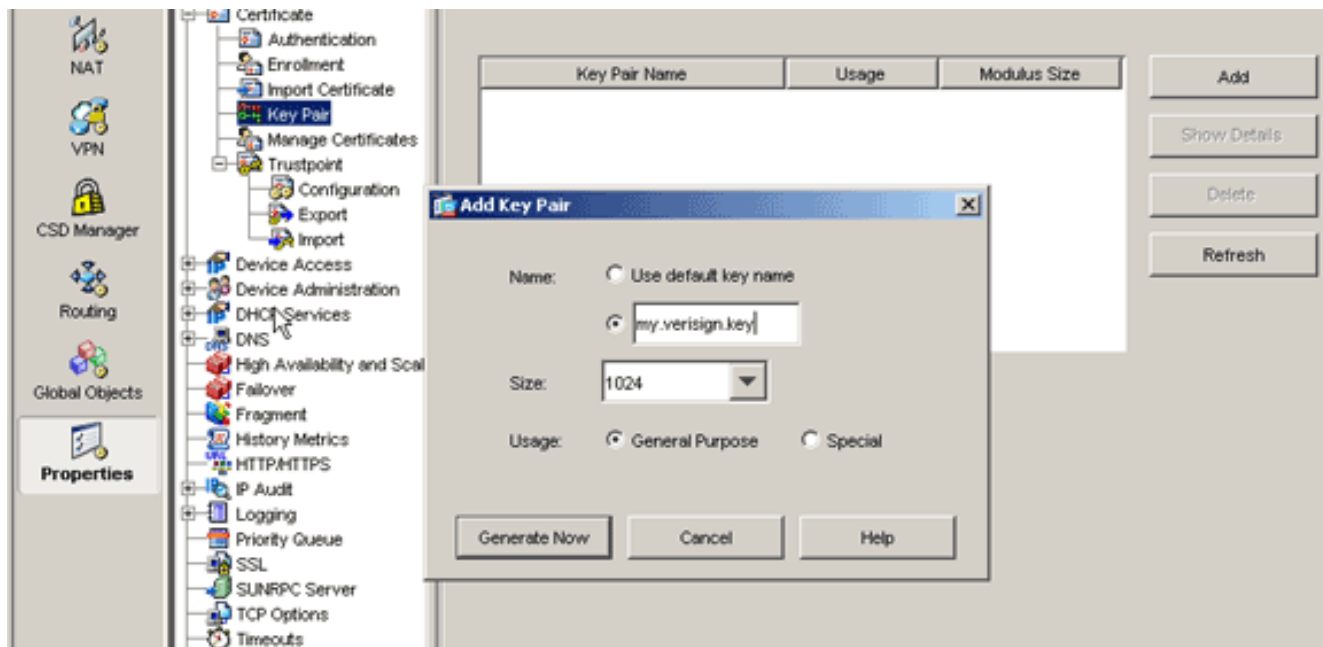 NAT
VPN
CSD Manager
Routing
Global Objects
Properties
Certificate
Authentication
Enrollment
Import Certificate
Key Pair
Manage Certificates
Trustpoint
Configuration
Export
Import
Device Access
Device Administration
DHCP Services
DNS
High Availability and Scal
Failover
Fragment
History Metrics
HTTP/HTTPS
IP Audit
Logging
Priority Queue
SSL
SUNRPC Server
TCP Options
Timeouts
Key Pair Name Usage Modulus Size
Add
Show Details
Delete
Refresh
Add Key Pair
Name: Use default key name
my.verisign.key
Size: 1024
Usage: General Purpose Special
Generate Now Cancel Help